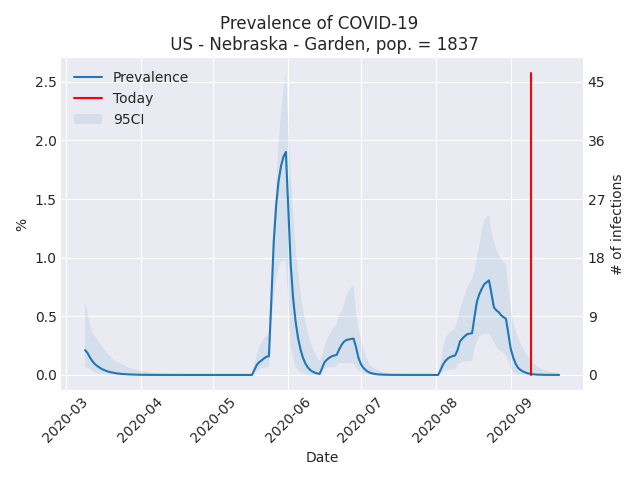 Prevalence of COVID-19
US - Nebraska - Garden, pop. = 1837
Prevalence
Today
95CI
2.5
2.0
1.5
1.0
0.5
0.0
%
45
36
27
18
9
0
# of infections
2020-03
2020-04
2020-05
2020-06
2020-07
2020-08
2020-09
Date